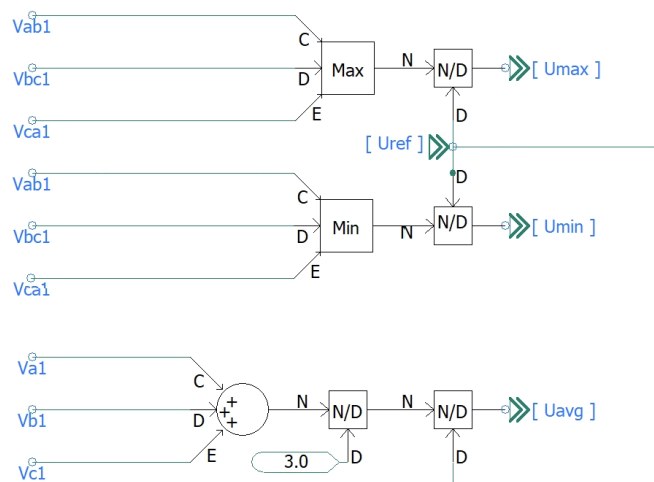 Vab1
C
Vbc1
D
Max
N
N/D
[ Umax ]
E
Vca1
D
[ Uref ]
Vab1
D
C
Vbc1
D
Min
N
N/D
[ Umin ]
E
Vca1
Va1
C
+
N
N
Vb1
D
+
N/D
N/D
[ Uavg ]
+
E
3.0
D
D
Vc1